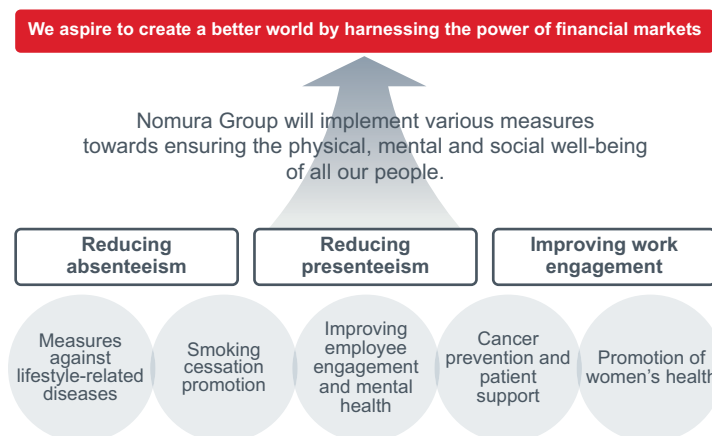 We aspire to create a better world by harnessing the power of financial markets
Nomura Group will implement various measures
towards ensuring the physical, mental and social well-being
of all our people.
Reducing
absenteeism
Reducing
presenteeism
Improving work
engagement
Measures
against
lifestyle-related
diseases
Smoking
cessation
promotion
Improving
employee
engagement
and mental
health
Cancer
prevention and
patient
support
Promotion of
women's health